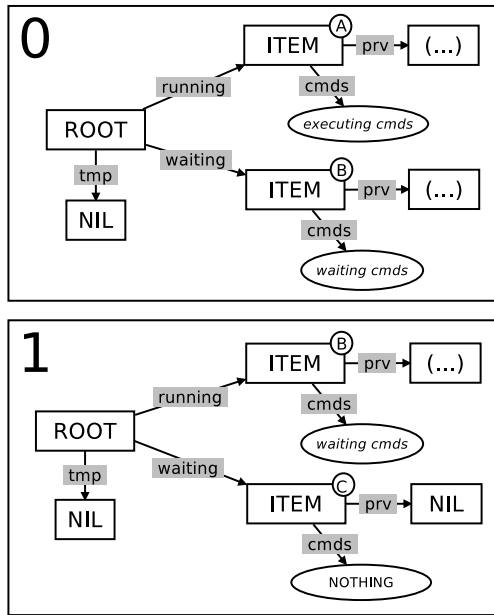 0
A
ITEM
prv
(...)
running
cmds
ROOT
executing cmds
waiting
B
tmp
ITEM
prv
(...)
NIL
cmds
waiting cmds
1
B
ITEM
prv
(...)
running
cmds
ROOT
waiting cmds
waiting
C
tmp
ITEM
prv
NIL
NIL
cmds
NOTHING